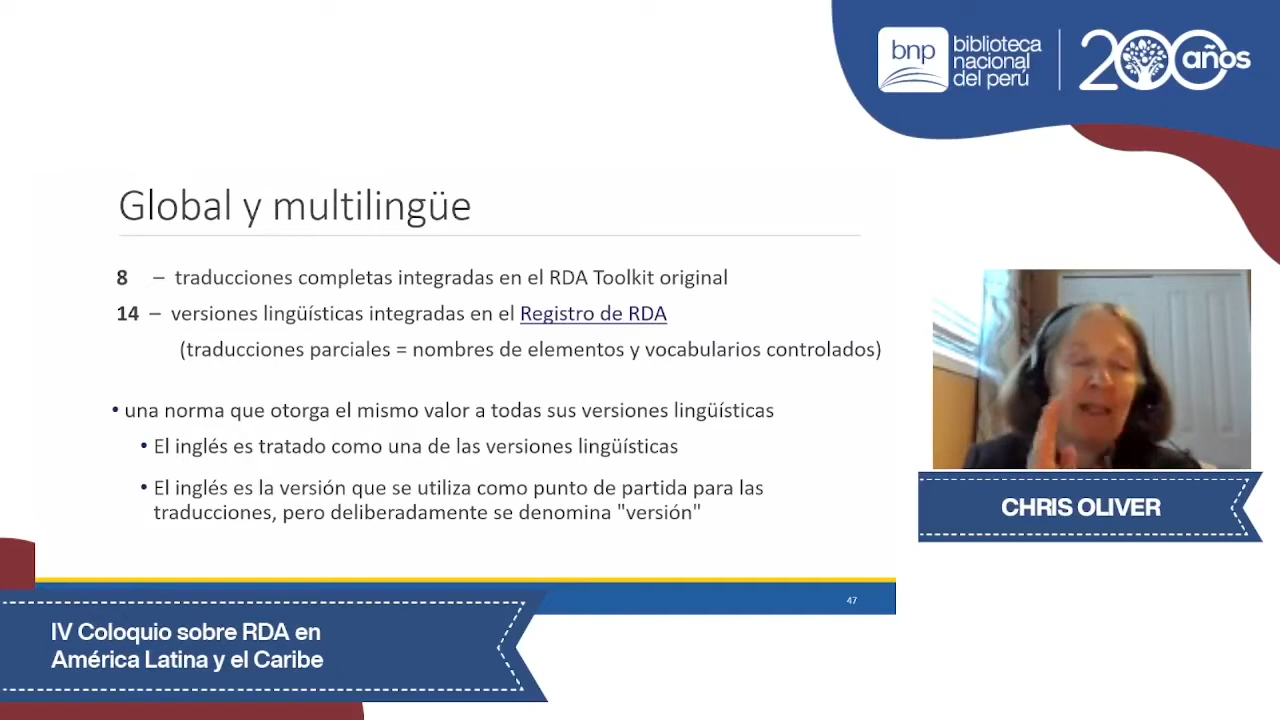 bnp
biblioteca
nacional
del perú
200 años
Global y multilingüe
8 – traducciones completas integradas en el RDA Toolkit original
14 – versiones lingüísticas integradas en el Registro de RDA
(traducciones parciales = nombres de elementos y vocabularios controlados)
• una norma que otorga el mismo valor a todas sus versiones lingüísticas
• El inglés es tratado como una de las versiones lingüísticas
• El inglés es la versión que se utiliza como punto de partida para las
traducciones, pero deliberadamente se denomina "versión"
CHRIS OLIVER
47
IV Coloquio sobre RDA en
América Latina y el Caribe